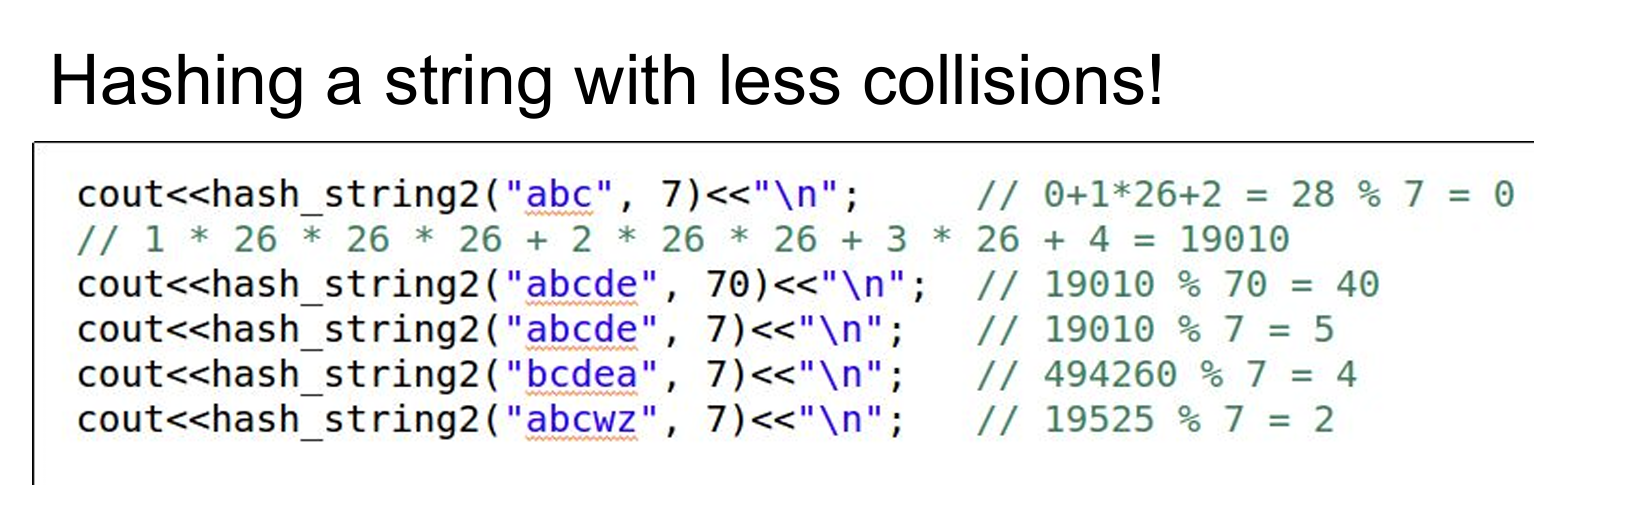 Hashing a string with less collisions!
cout<<hash_string2("abc", 7)<<"\n";     // 0+1*26+2 = 28 % 7 = 0
// 1 * 26 * 26 * 26 + 2 * 26 * 26 + 3 * 26 + 4 = 19010
cout<<hash_string2("abcde", 70)<<"\n";  // 19010 % 70 = 40
cout<<hash_string2("abcde", 7)<<"\n";   // 19010 % 7 = 5
cout<<hash_string2("bcdea", 7)<<"\n";   // 494260 % 7 = 4
cout<<hash_string2("abcwz", 7)<<"\n";   // 19525 % 7 = 2